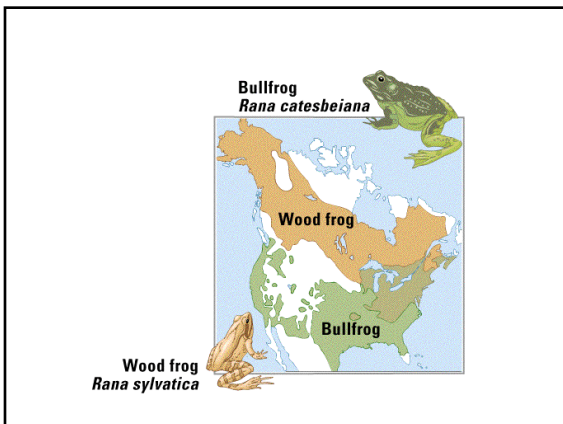 Bullfrog
Rana catesbeiana
Wood frog
Bullfrog
Wood frog
Rana sylvatica